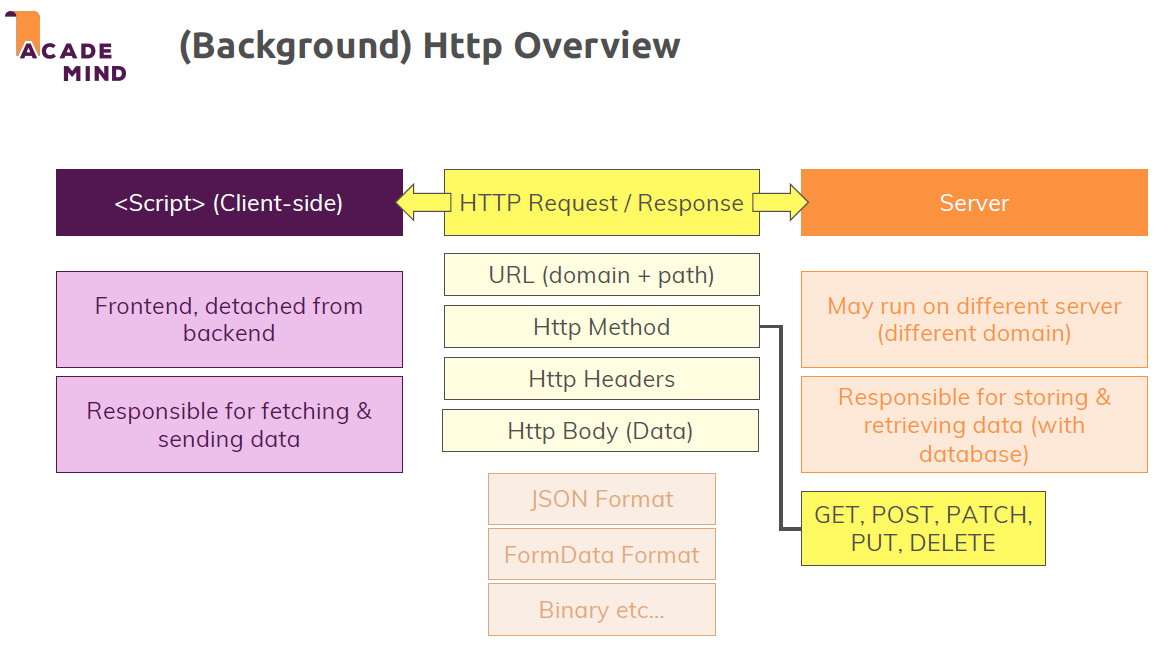 ACADE
MIND
(Background) Http Overview
<Script> (Client-side)
HTTP Request / Response
Server
Frontend, detached from
backend
Responsible for fetching &
sending data
URL (domain + path)
Http Method
Http Headers
Http Body (Data)
JSON Format
FormData Format
Binary etc...
May run on different server
(different domain)
Responsible for storing &
retrieving data (with
database)
GET, POST, PATCH,
PUT, DELETE